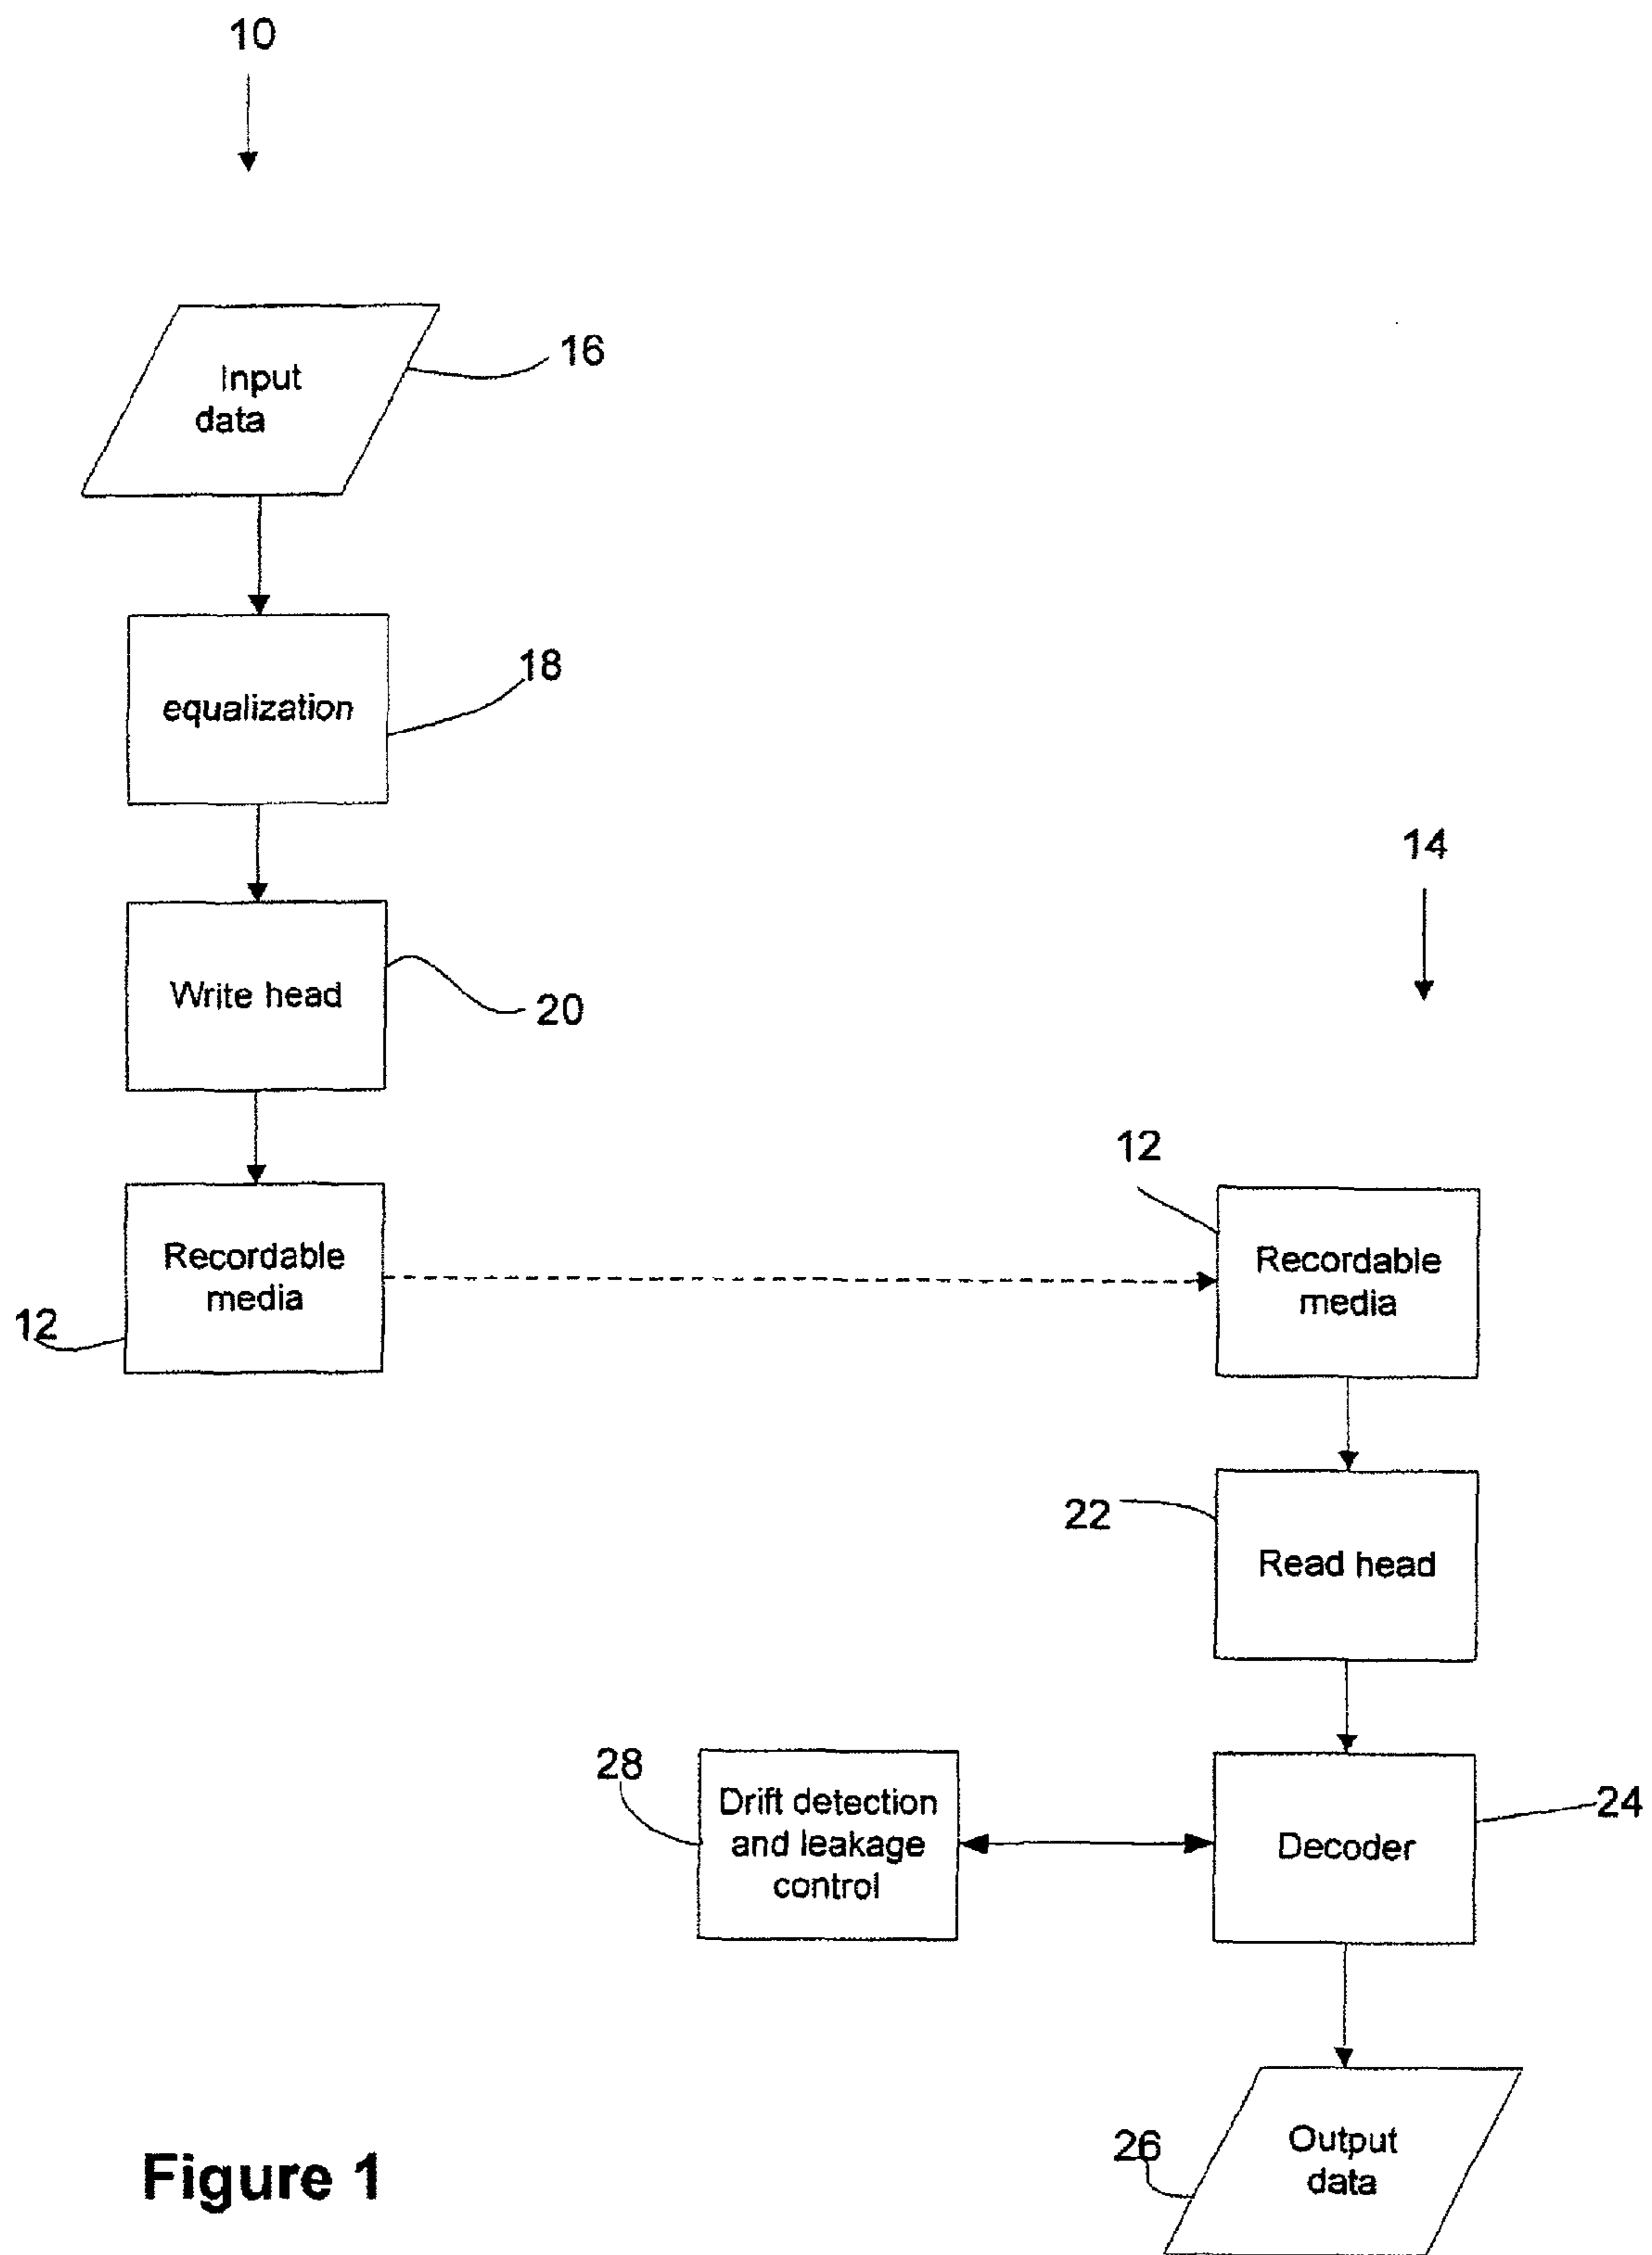 10
Input
data
16
equalization
18
Write head
20
Recordable
media
12
14
12
Recordable
media
22
Read head
28
Drift detection
and leakage
control
Decoder
24
26
Output
data
Figure 1